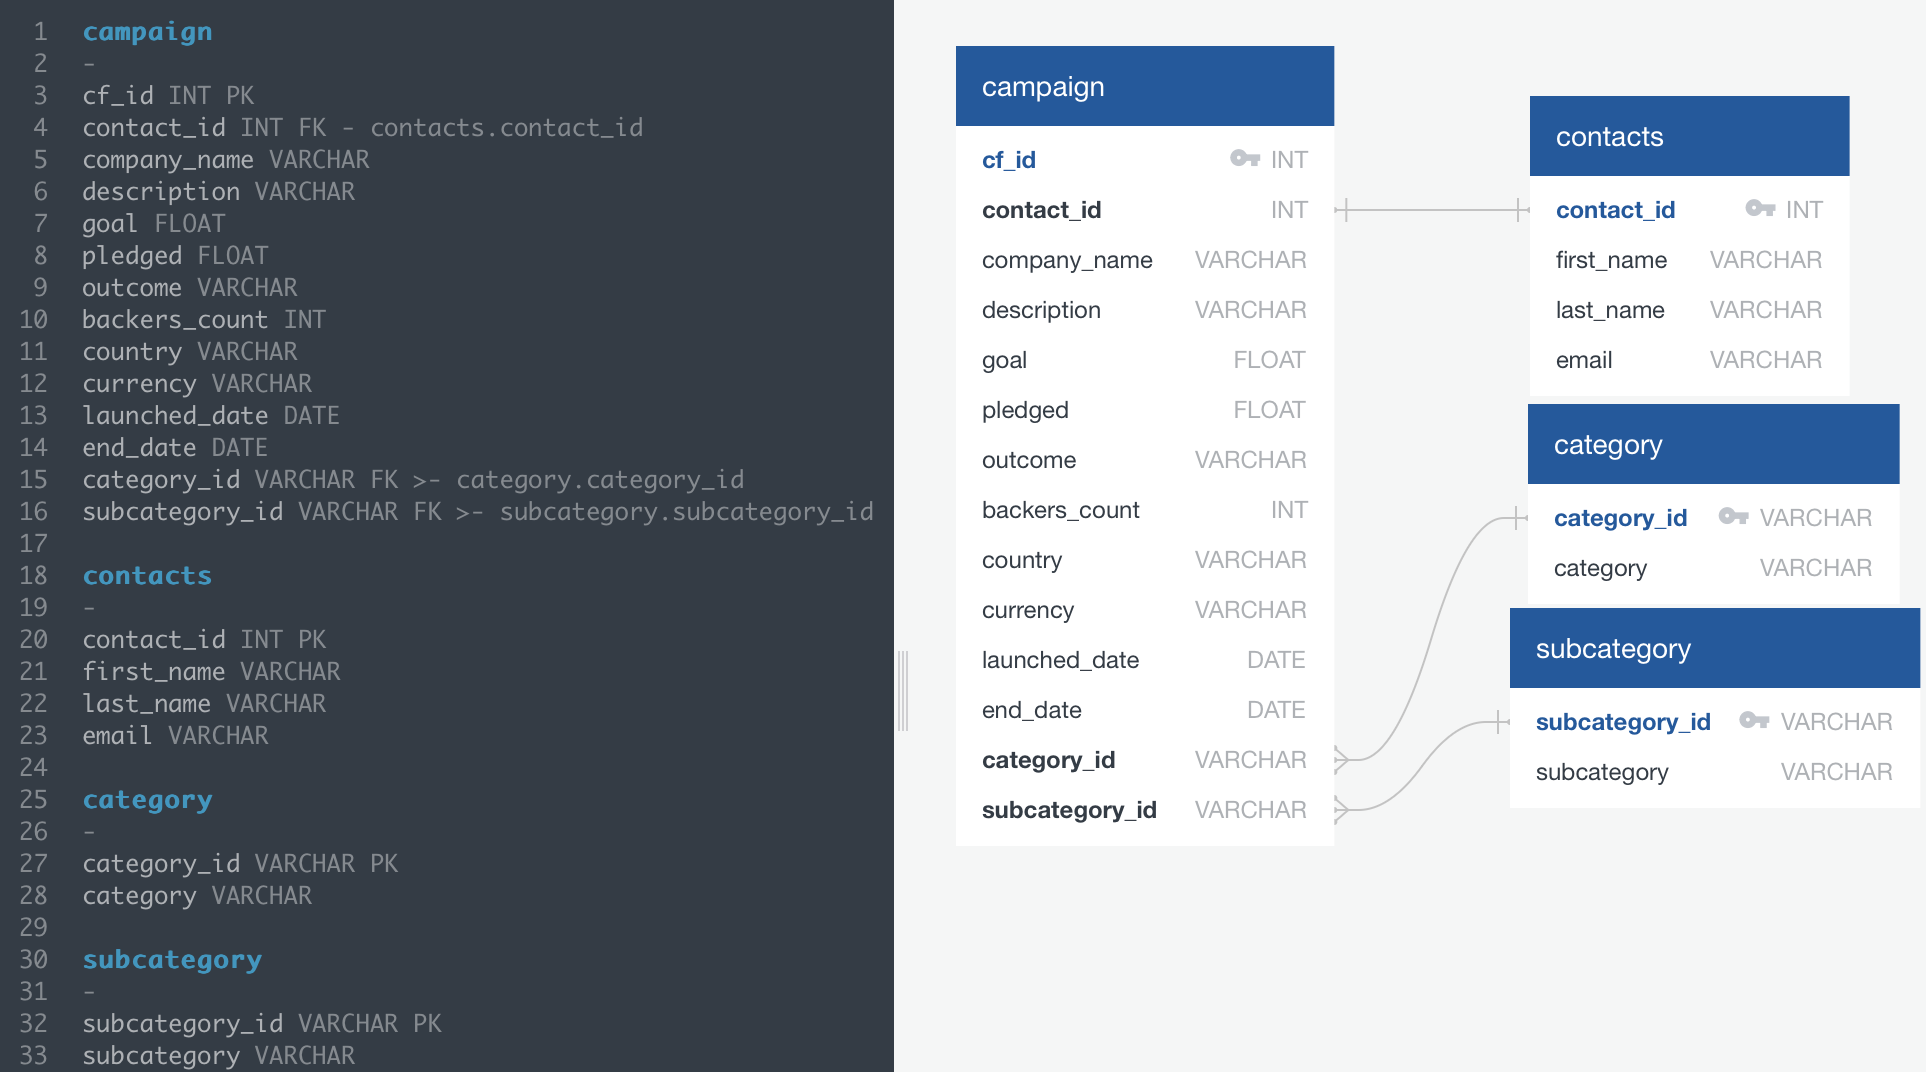 1 campaign
2 -
3 cf_id INT PK
4 contact_id INT FK - contacts.contact_id
5 company_name VARCHAR
6 description VARCHAR
7 goal FLOAT
8 pledged FLOAT
9 outcome VARCHAR
10 backers_count INT
11 country VARCHAR
12 currency VARCHAR
13 launched_date DATE
14 end_date DATE
15 category_id VARCHAR FK >- category.category_id
16 subcategory_id VARCHAR FK >- subcategory.subcategory_id
17
18 contacts
19 -
20 contact_id INT PK
21 first_name VARCHAR
22 last_name VARCHAR
23 email VARCHAR
24
25 category
26 -
27 category_id VARCHAR PK
28 category VARCHAR
29
30 subcategory
31 -
32 subcategory_id VARCHAR PK
33 subcategory VARCHAR
campaign
cf_id INT
contact_id INT
company_name VARCHAR
description VARCHAR
goal FLOAT
pledged FLOAT
outcome VARCHAR
backers_count INT
country VARCHAR
currency VARCHAR
launched_date DATE
end_date DATE
category_id VARCHAR
subcategory_id VARCHAR
contacts
contact_id INT
first_name VARCHAR
last_name VARCHAR
email VARCHAR
category
category_id VARCHAR
category VARCHAR
subcategory
subcategory_id VARCHAR
subcategory VARCHAR